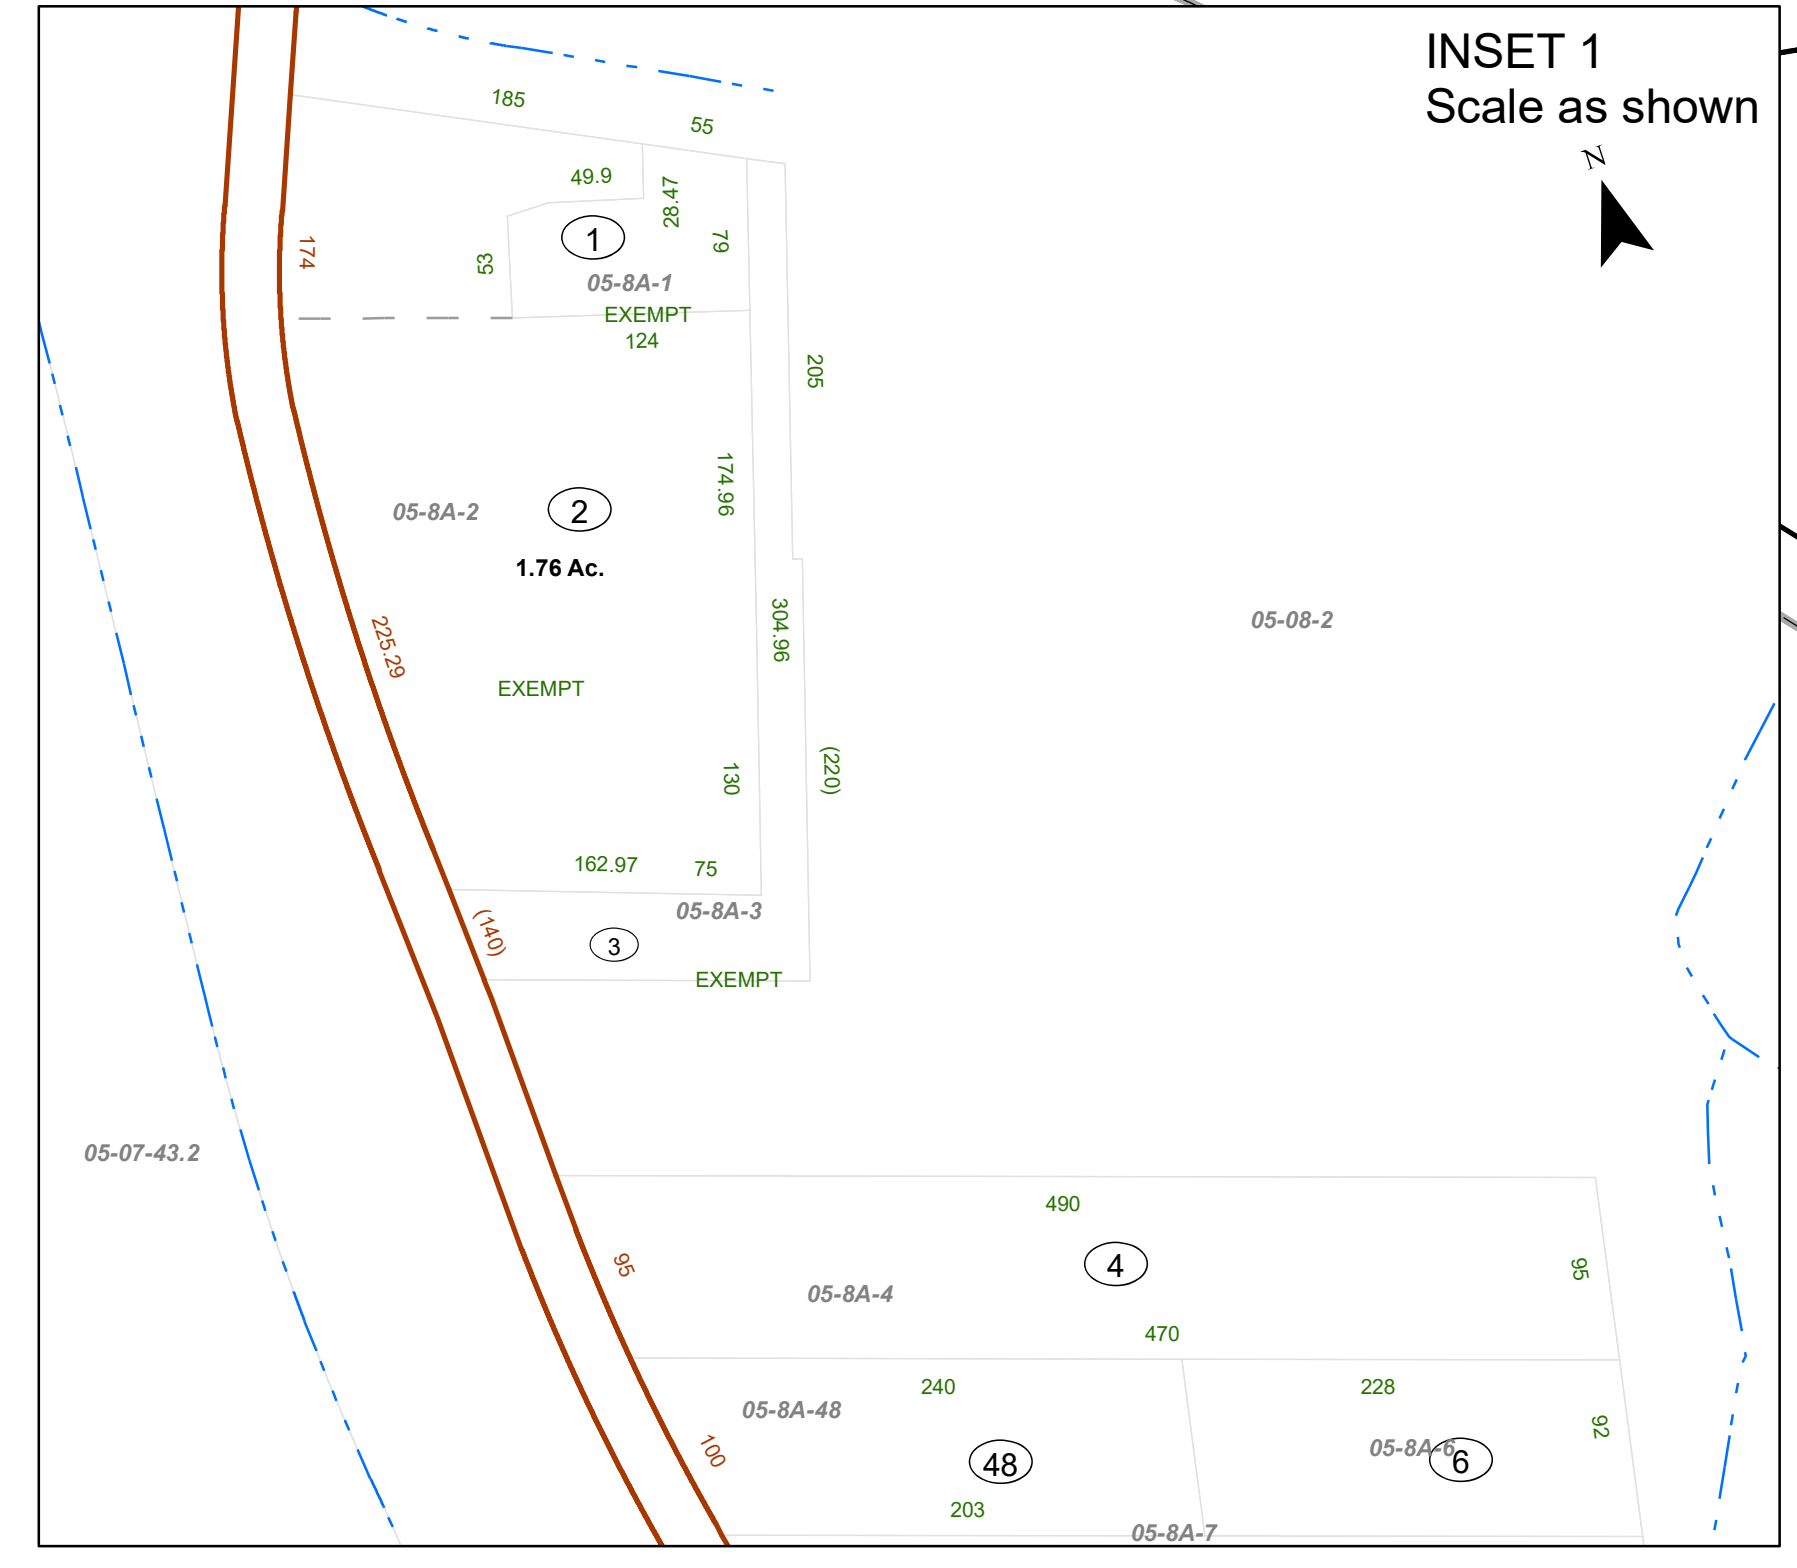 INSET 1
Scale as shown
N
185
55
49.9
28.47
79
174
53
1
05-8A-1
EXEMPT
124
205
174.96
05-8A-2
2
1.76 Ac.
304.96
225.29
EXEMPT
130
(220)
05-08-2
162.97
75
05-8A-3
(140)
3
EXEMPT
05-07-43.2
490
95
4
95
05-8A-4
470
240
228
05-8A-48
92
100
48
05-8A-6
6
203
05-8A-7